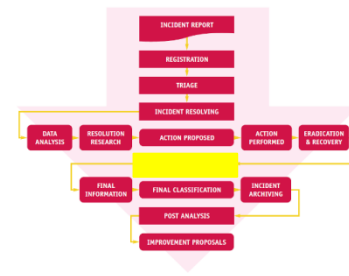 INCIDENT REPORT
REGISTRATION
TRIAGE
INCIDENT RESOLVING
DATA
ANALYSIS
RESOLUTION
RESEARCH
ACTION PROPOSED
ACTION
PERFORMED
ERADICATION
& RECOVERY
FINAL
INFORMATION
FINAL CLASSIFICATION
INCIDENT
ARCHIVING
POST ANALYSIS
IMPROVEMENT PROPOSALS